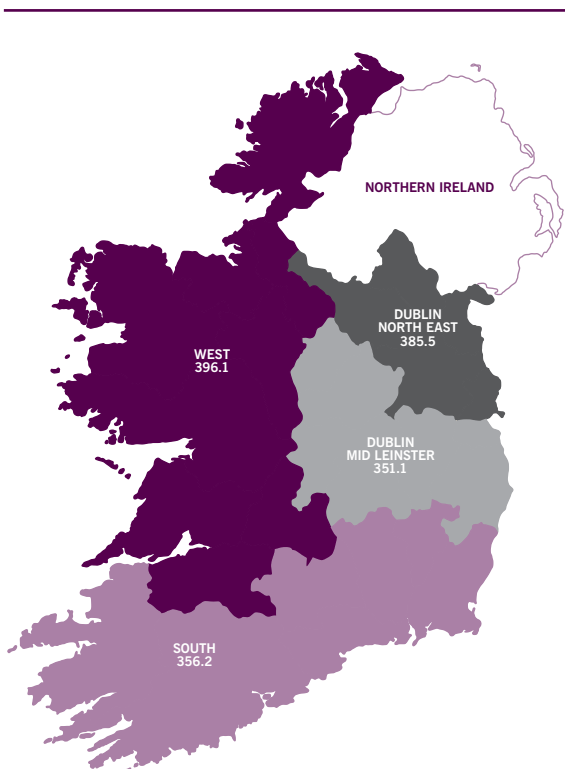 NORTHERN IRELAND
DUBLIN
NORTH EAST
385.5
WEST
396.1
DUBLIN
MID LEINSTER
351.1
SOUTH
356.2